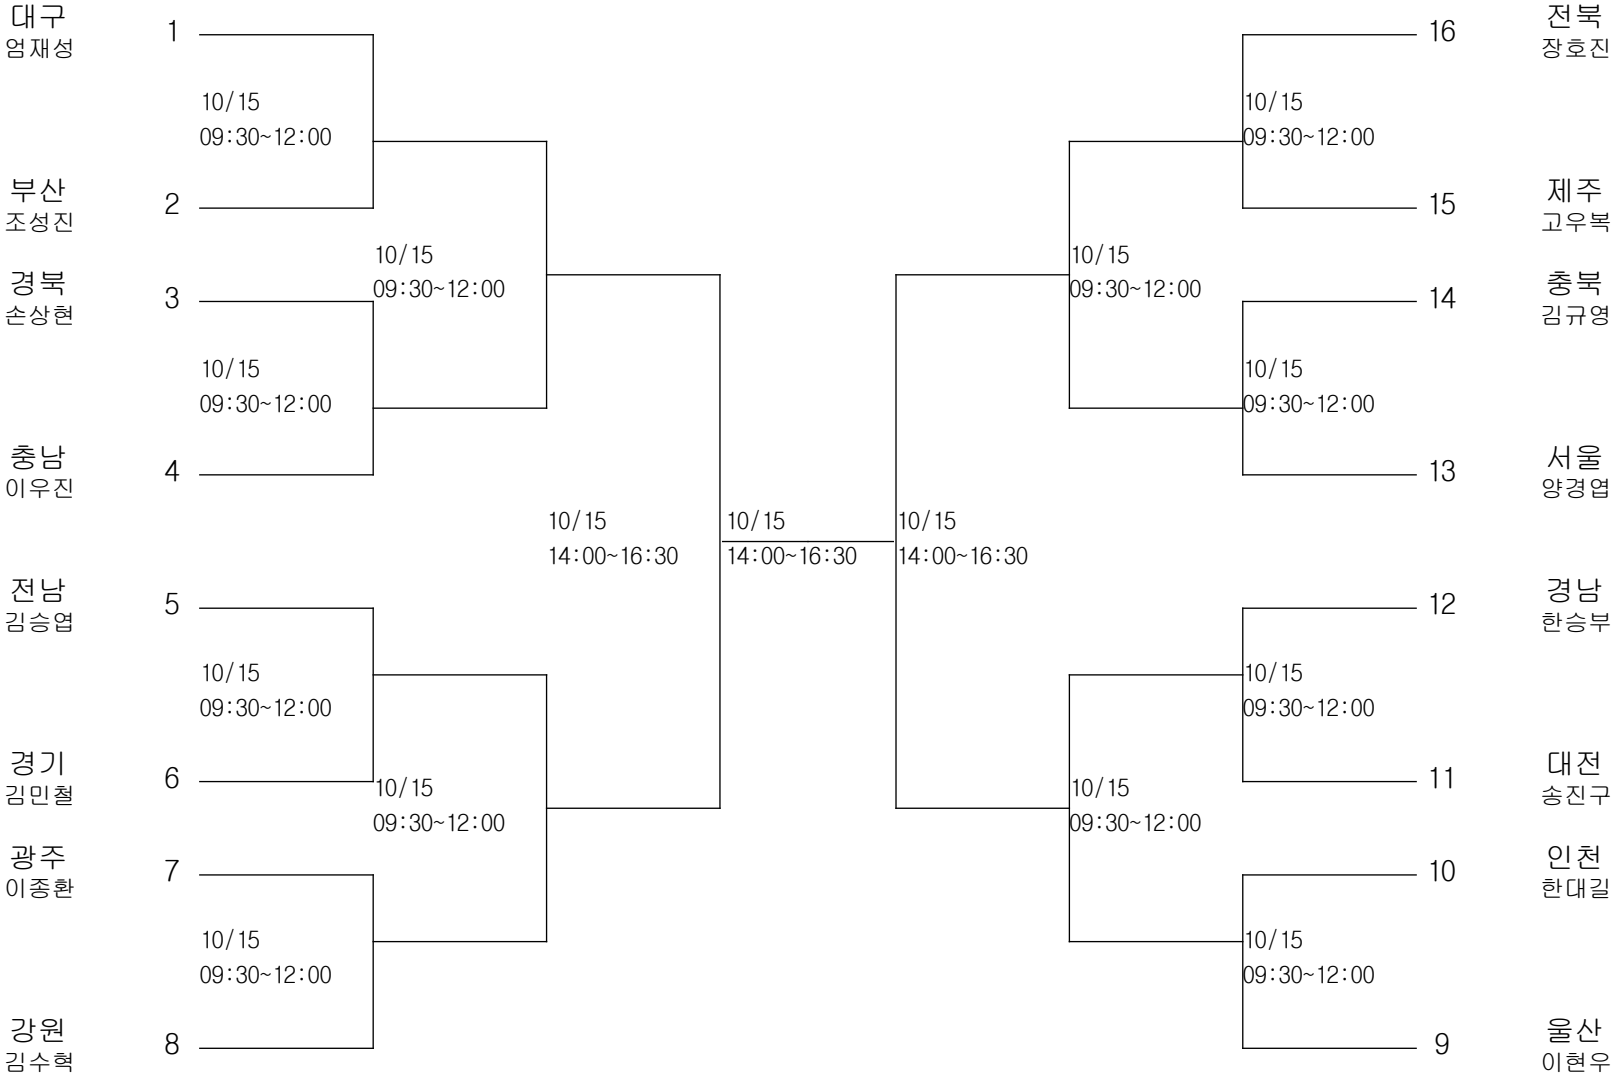 대구
엄재성
1
10/15
09:30~12:00
부산
조성진
2
10/15
09:30~12:00
경북
손상현
3
10/15
09:30~12:00
충남
이우진
4
10/15
14:00~16:30
전남
김승엽
5
10/15
09:30~12:00
경기
김민철
6
10/15
09:30~12:00
광주
이종환
7
10/15
09:30~12:00
강원
김수혁
8
10/15
14:00~16:30
전북
장호진
16
10/15
09:30~12:00
제주
고우복
15
10/15
09:30~12:00
충북
김규영
14
10/15
09:30~12:00
서울
양경엽
13
10/15
14:00~16:30
경남
한승부
12
10/15
09:30~12:00
대전
송진구
11
10/15
09:30~12:00
인천
한대길
10
10/15
09:30~12:00
울산
이현우
9